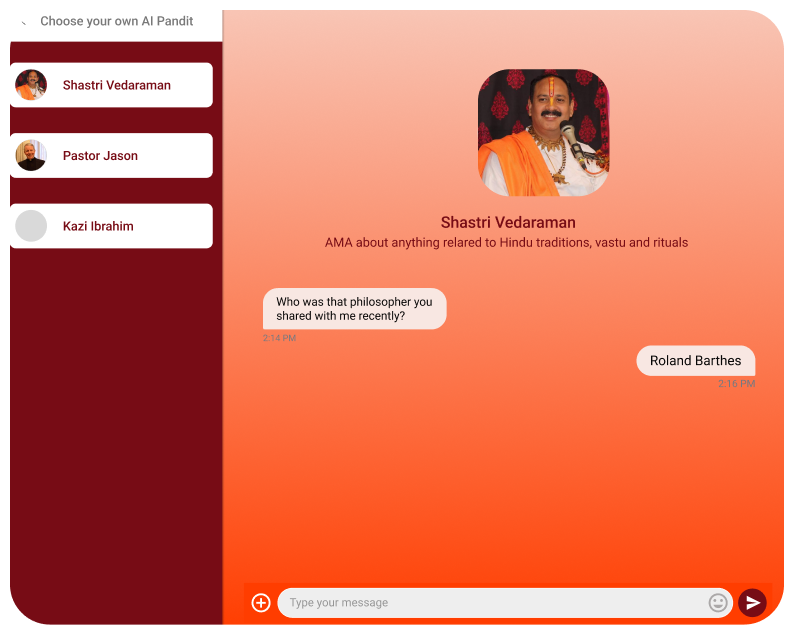 Choose your own AI Pandit
Shastri Vedaraman
Pastor Jason
Kazi Ibrahim
Shastri Vedaraman
AMA about anything relared to Hindu traditions, vastu and rituals
Who was that philosopher you
shared with me recently?
2:14 PM
Roland Barthes
2:16 PM
Type your message